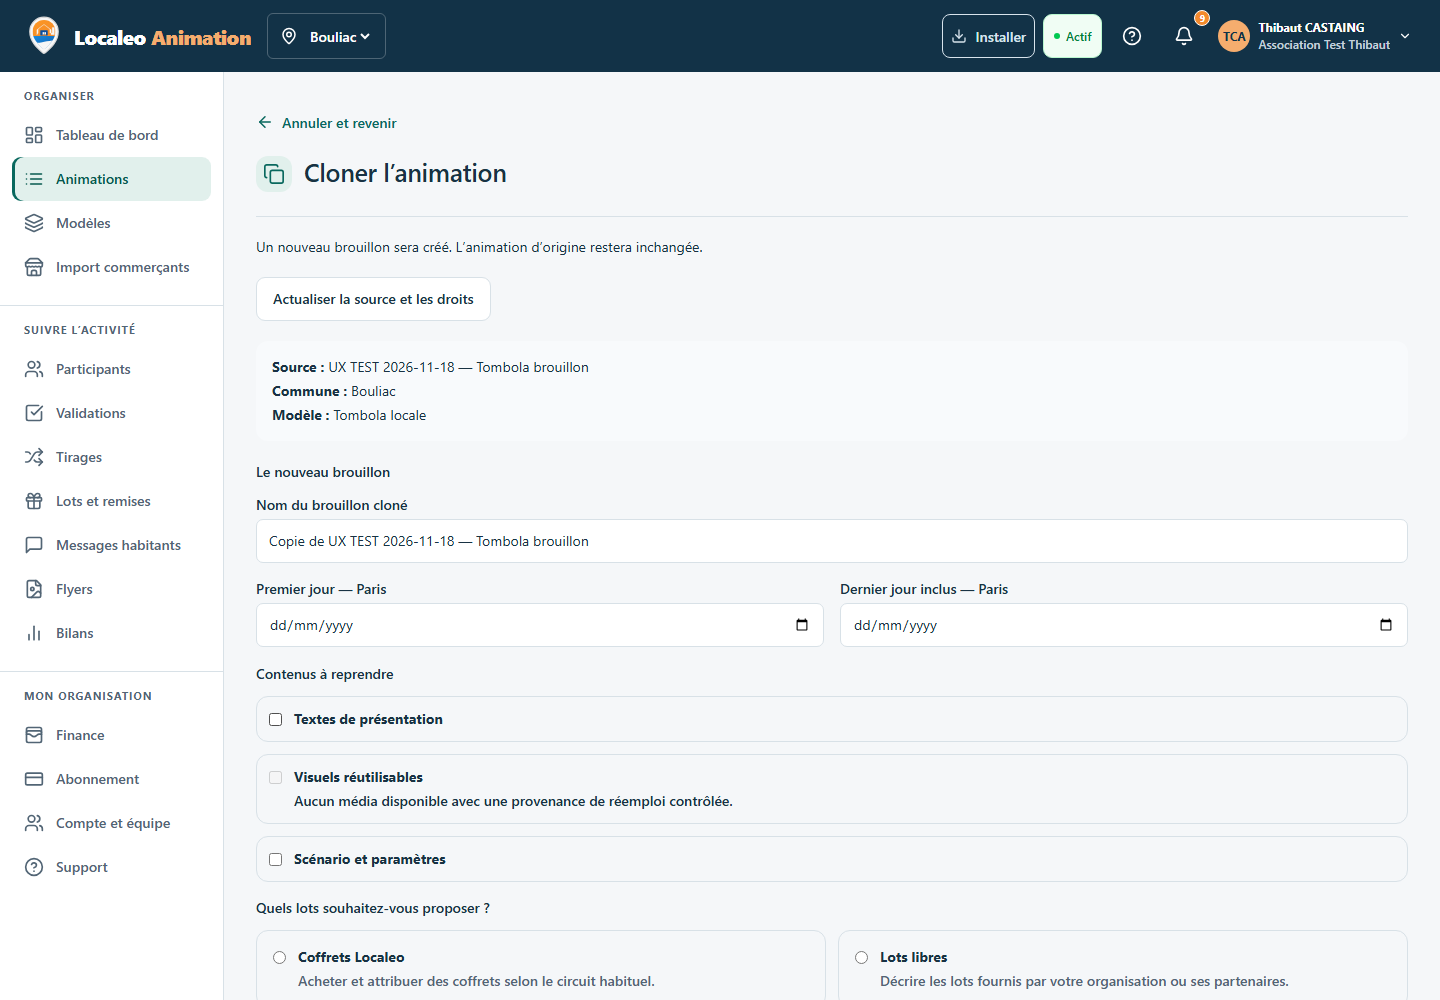 Localeo Animation
Bouliac
Installer
Actif
9
TCA
Thibaut CASTAING
Association Test Thibaut
ORGANISER
Tableau de bord
Animations
Modèles
Import commerçants
SUIVRE L’ACTIVITÉ
Participants
Validations
Tirages
Lots et remises
Messages habitants
Flyers
Bilans
MON ORGANISATION
Finance
Abonnement
Compte et équipe
Support
Annuler et revenir
Cloner l’animation
Un nouveau brouillon sera créé. L’animation d’origine restera inchangée.
Actualiser la source et les droits
Source : UX TEST 2026-11-18 — Tombola brouillon
Commune : Bouliac
Modèle : Tombola locale
Le nouveau brouillon
Nom du brouillon cloné
Copie de UX TEST 2026-11-18 — Tombola brouillon
Premier jour — Paris
Dernier jour inclus — Paris
dd/mm/yyyy
dd/mm/yyyy
Contenus à reprendre
Textes de présentation
Visuels réutilisables
Aucun média disponible avec une provenance de réemploi contrôlée.
Scénario et paramètres
Quels lots souhaitez-vous proposer ?
Coffrets Localeo
Acheter et attribuer des coffrets selon le circuit habituel.
Lots libres
Décrire les lots fournis par votre organisation ou ses partenaires.